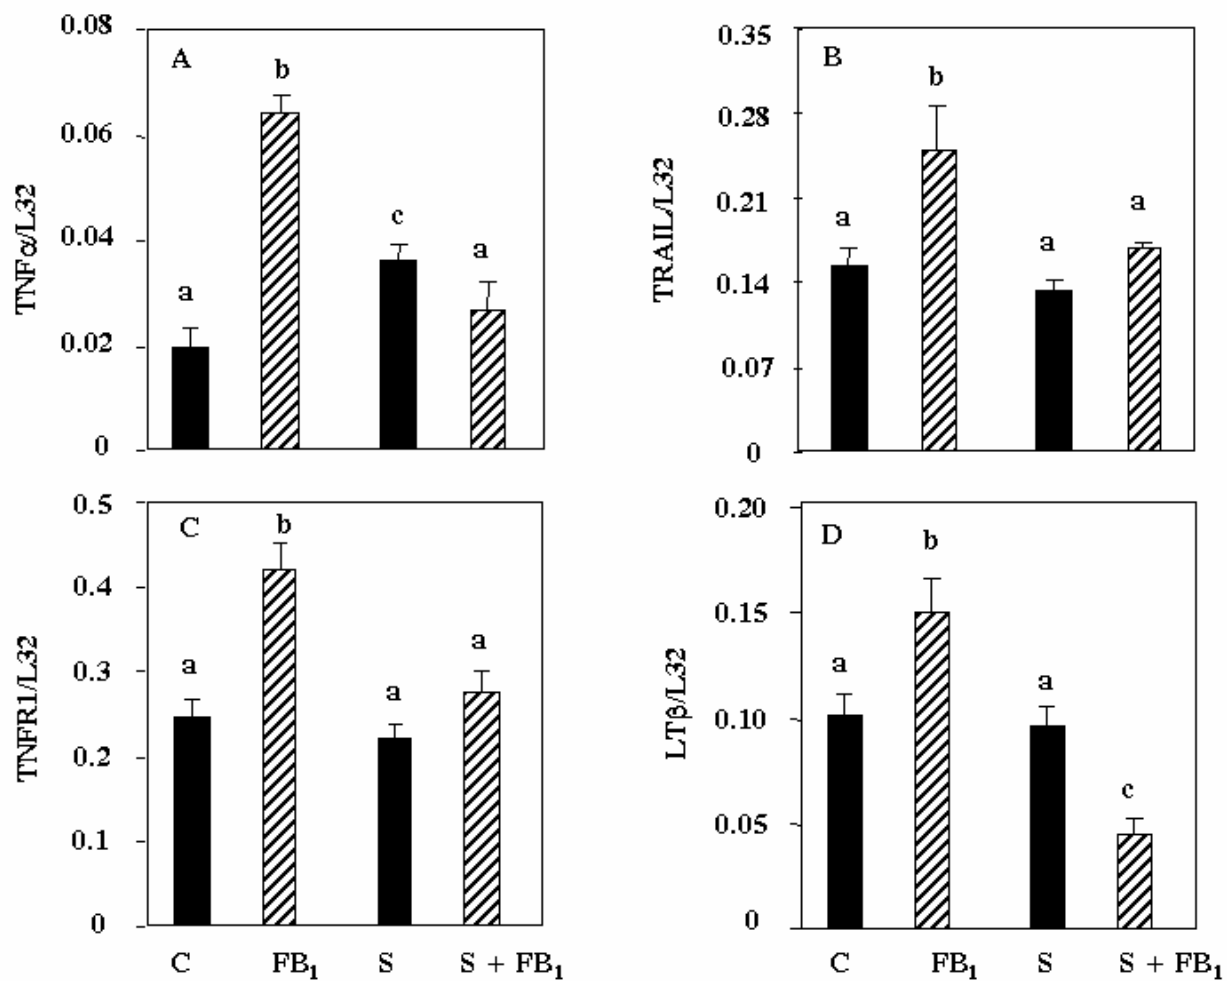 0.08
A
b
0.06
TNFα/L32
0.04
c
a
a
0.02
0
0.35
B
b
0.28
0.21
a
a
a
TRAIL/L32
0.14
0.07
0
0.5
C
b
0.4
TNFR1/L32
0.3
a
a
a
0.2
0.1
0
C FB₁ S S + FB₁
0.20
D
b
0.15
a
a
LTβ/L32
0.10
c
0.05
0
C FB₁ S S + FB₁